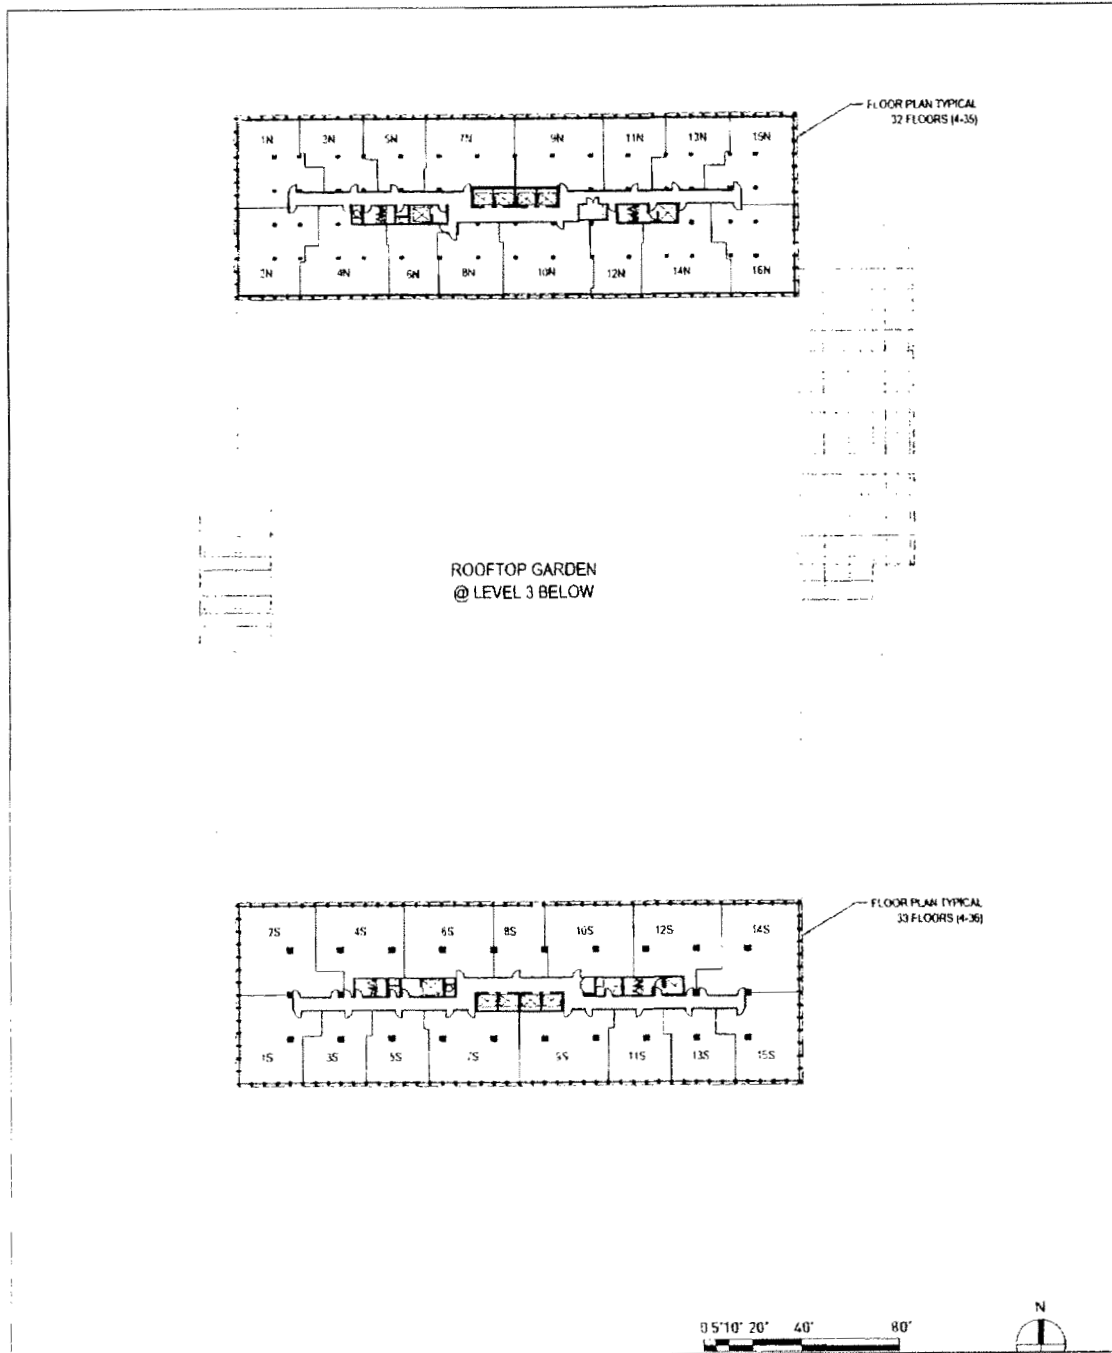 FLOOR PLAN TYPICAL
32 FLOORS (4-35)
1N 3N 5N 7N 9N 11N 13N 15N
2N 4N 6N 8N 10N 12N 14N 16N
ROOFTOP GARDEN
@ LEVEL 3 BELOW
FLOOR PLAN TYPICAL
33 FLOORS (4-36)
2S 4S 6S 8S 10S 12S 14S
1S 3S 5S 7S 9S 11S 13S 15S
N
0 5' 10' 20' 40' 80'